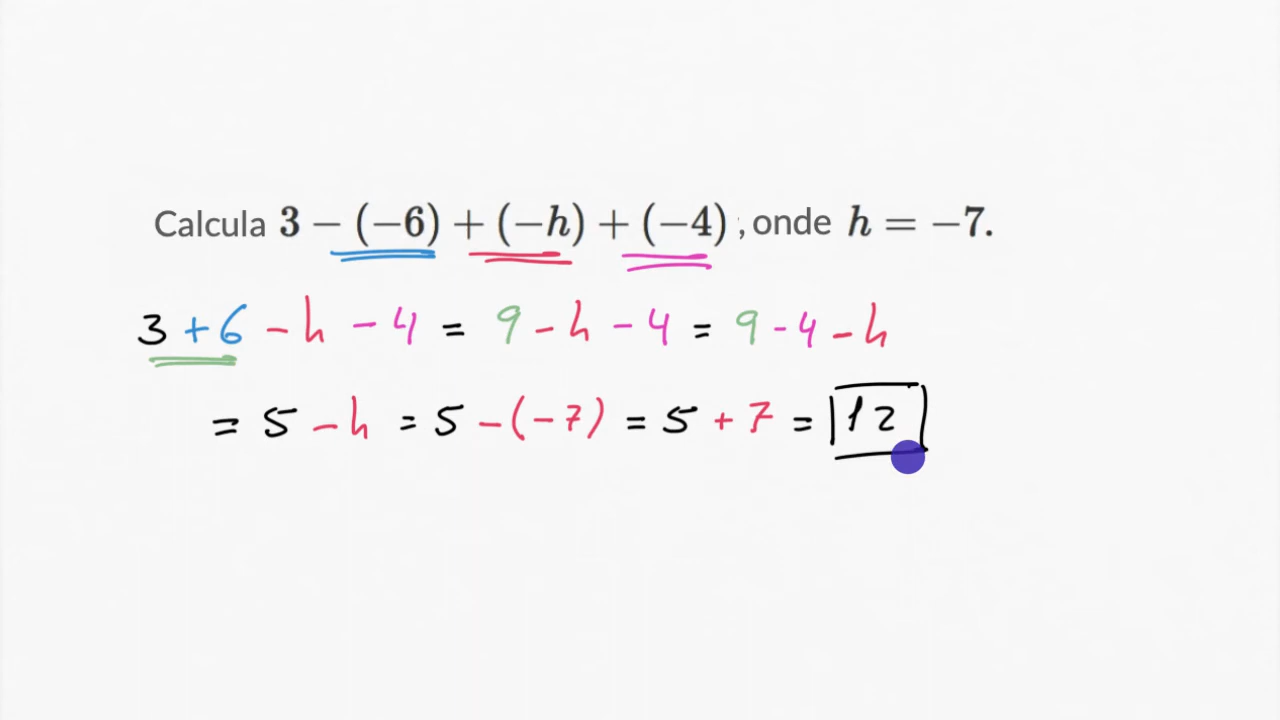 Calcula 3 − (−6) + (−h) + (−4) , onde h = −7.
3 + 6 - h - 4 = 9 - h - 4 = 9 - 4 - h
= 5 - h = 5 - (-7) = 5 + 7 = 12